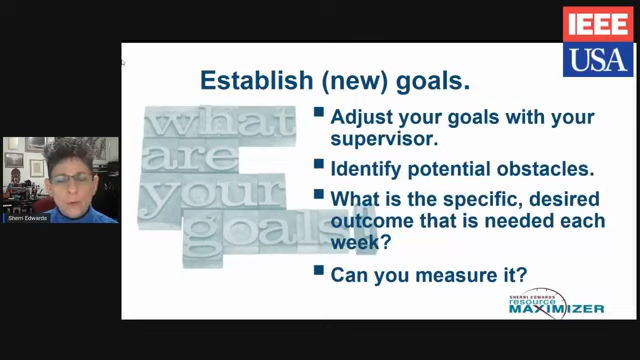 IEEE
USA
Establish (new) goals.
what
are
your
goals
▪ Adjust your goals with your
supervisor.
▪ Identify potential obstacles.
▪ What is the specific, desired
outcome that is needed each
week?
▪ Can you measure it?
Sherri Edwards
SHERRI EDWARDS
resource
MAXIMIZER